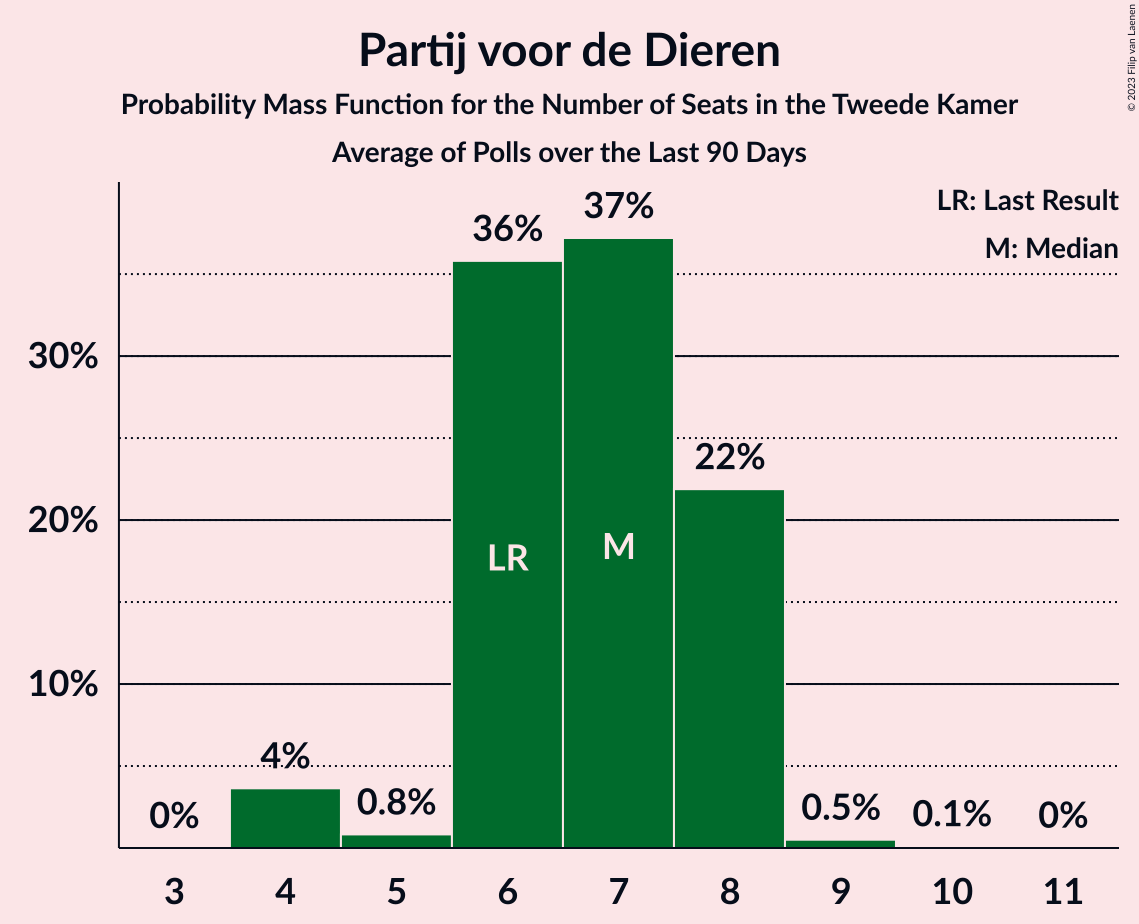 Partij voor de Dieren
Probability Mass Function for the Number of Seats in the Tweede Kamer
Average of Polls over the Last 90 Days
© 2023 Filip van Laenen
LR: Last Result
M: Median
37%
36%
30%
22%
20%
LR
M
10%
4%
0%
0.8%
0.5%
0.1%
0%
3 4 5 6 7 8 9 10 11